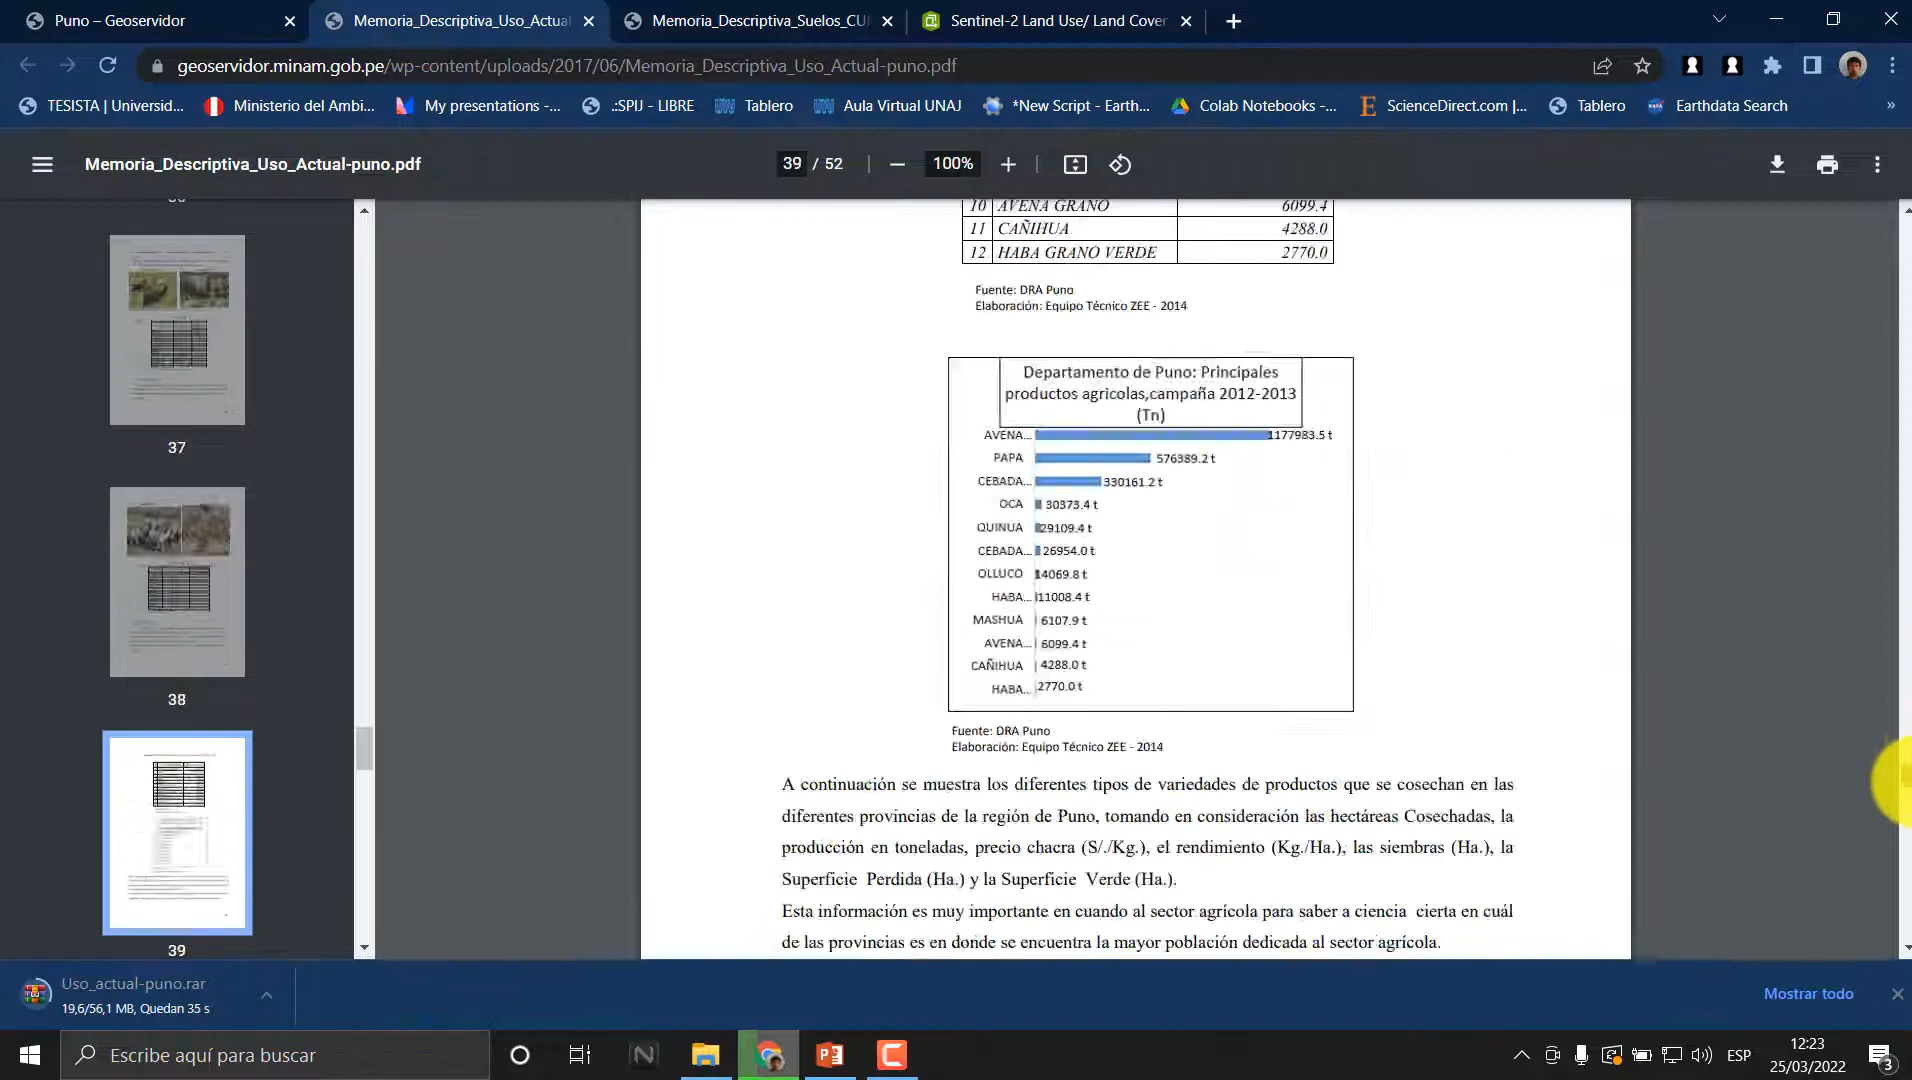 Puno – Geoservidor
Memoria_Descriptiva_Uso_Actual
Memoria_Descriptiva_Suelos_CU
Sentinel-2 Land Use/ Land Cover
geoservidor.minam.gob.pe/wp-content/uploads/2017/06/Memoria_Descriptiva_Uso_Actual-puno.pdf
TESISTA | Universid...
Ministerio del Ambi...
My presentations -...
.:SPIJ - LIBRE
Tablero
Aula Virtual UNAJ
*New Script - Earth...
Colab Notebooks -...
ScienceDirect.com |...
Tablero
Earthdata Search
»
Memoria_Descriptiva_Uso_Actual-puno.pdf
39 / 52
100%
37
38
39
10 AVENA GRANO 6099.4
11 CAÑIHUA 4288.0
12 HABA GRANO VERDE 2770.0
Fuente: DRA Puno
Elaboración: Equipo Técnico ZEE - 2014
Departamento de Puno: Principales
productos agricolas,campaña 2012-2013
(Tn)
AVENA... 1177983.5 t
PAPA 576389.2 t
CEBADA... 330161.2 t
OCA 30373.4 t
QUINUA 29109.4 t
CEBADA... 26954.0 t
OLLUCO 14069.8 t
HABA... 11008.4 t
MASHUA 6107.9 t
AVENA... 6099.4 t
CAÑIHUA 4288.0 t
HABA... 2770.0 t
Fuente: DRA Puno
Elaboración: Equipo Técnico ZEE - 2014
A continuación se muestra los diferentes tipos de variedades de productos que se cosechan en las
diferentes provincias de la región de Puno, tomando en consideración las hectáreas Cosechadas, la
producción en toneladas, precio chacra (S/./Kg.), el rendimiento (Kg./Ha.), las siembras (Ha.), la
Superficie Perdida (Ha.) y la Superficie Verde (Ha.).
Esta información es muy importante en cuando al sector agrícola para saber a ciencia cierta en cuál
de las provincias es en donde se encuentra la mayor población dedicada al sector agrícola.
Uso_actual-puno.rar
19,6/56,1 MB, Quedan 35 s
Mostrar todo
Escribe aquí para buscar
ESP
12:23
25/03/2022
3